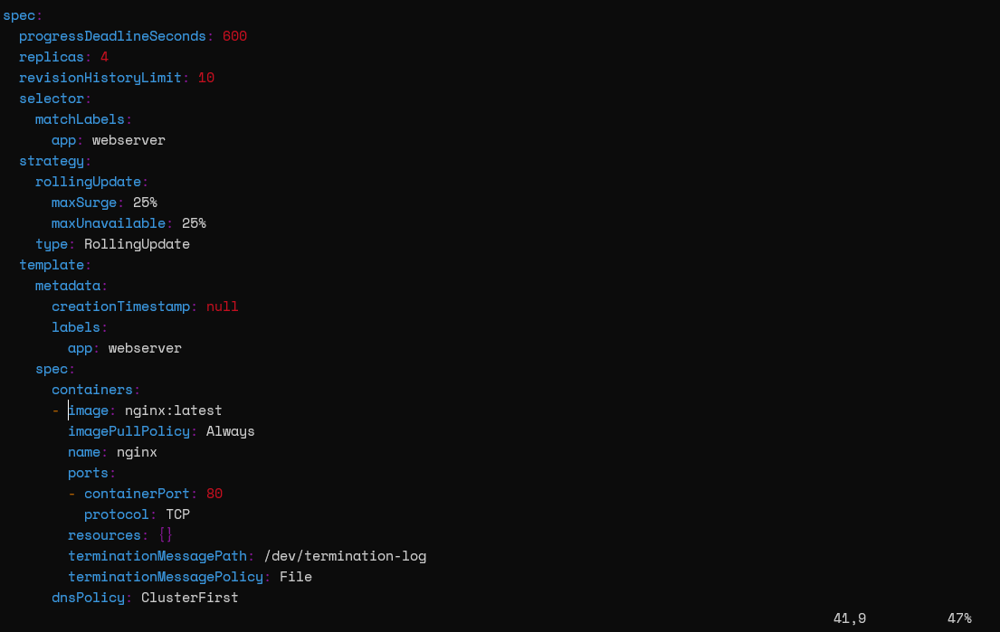 spec:
  progressDeadlineSeconds: 600
  replicas: 4
  revisionHistoryLimit: 10
  selector:
    matchLabels:
      app: webserver
  strategy:
    rollingUpdate:
      maxSurge: 25%
      maxUnavailable: 25%
    type: RollingUpdate
  template:
    metadata:
      creationTimestamp: null
      labels:
        app: webserver
    spec:
      containers:
      - image: nginx:latest
        imagePullPolicy: Always
        name: nginx
        ports:
        - containerPort: 80
          protocol: TCP
        resources: {}
        terminationMessagePath: /dev/termination-log
        terminationMessagePolicy: File
      dnsPolicy: ClusterFirst
41,9 47%